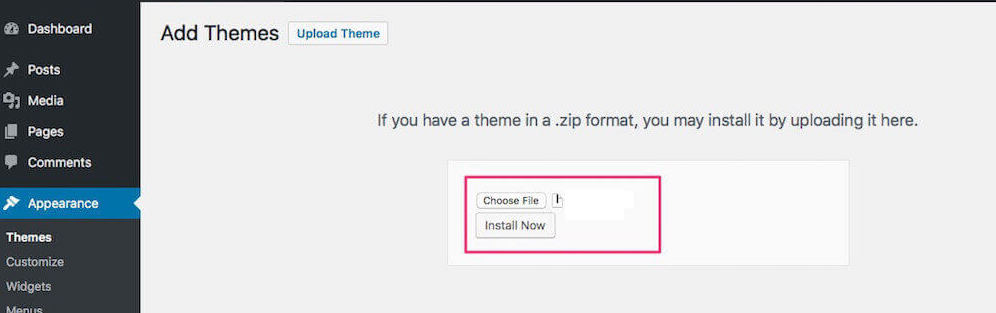 Dashboard
Posts
Media
Pages
Comments
Appearance
Themes
Customize
Widgets
Menus
Add Themes Upload Theme
If you have a theme in a .zip format, you may install it by uploading it here.
Choose File
Install Now